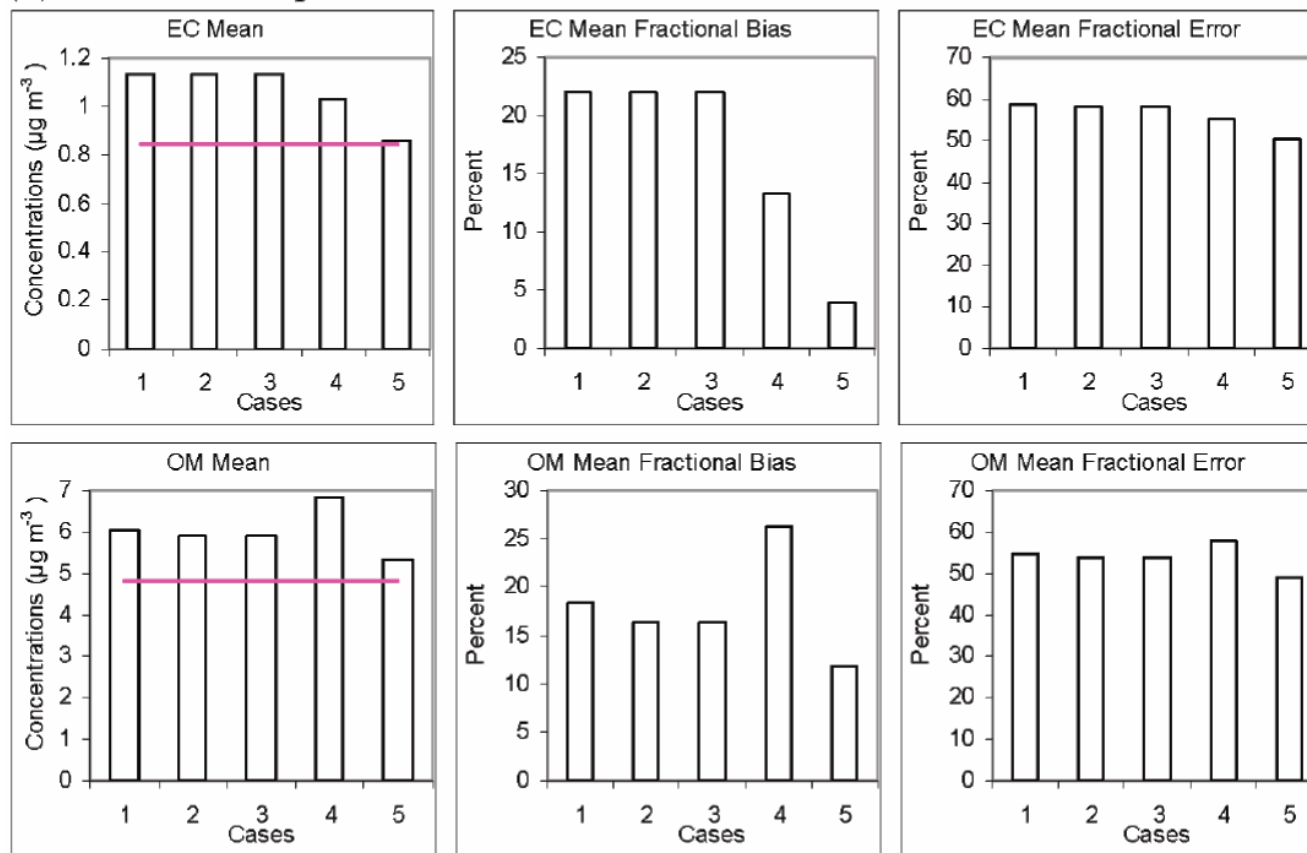 EC Mean
Concentrations (µg m-3 )
1.2
1
0.8
0.6
0.4
0.2
0
1 2 3 4 5
Cases
EC Mean Fractional Bias
Percent
25
20
15
10
5
0
1 2 3 4 5
Cases
EC Mean Fractional Error
Percent
70
60
50
40
30
20
10
0
1 2 3 4 5
Cases
OM Mean
Concentrations (µg m-3 )
7
6
5
4
3
2
1
0
1 2 3 4 5
Cases
OM Mean Fractional Bias
Percent
30
25
20
15
10
5
0
1 2 3 4 5
Cases
OM Mean Fractional Error
Percent
70
60
50
40
30
20
10
0
1 2 3 4 5
Cases